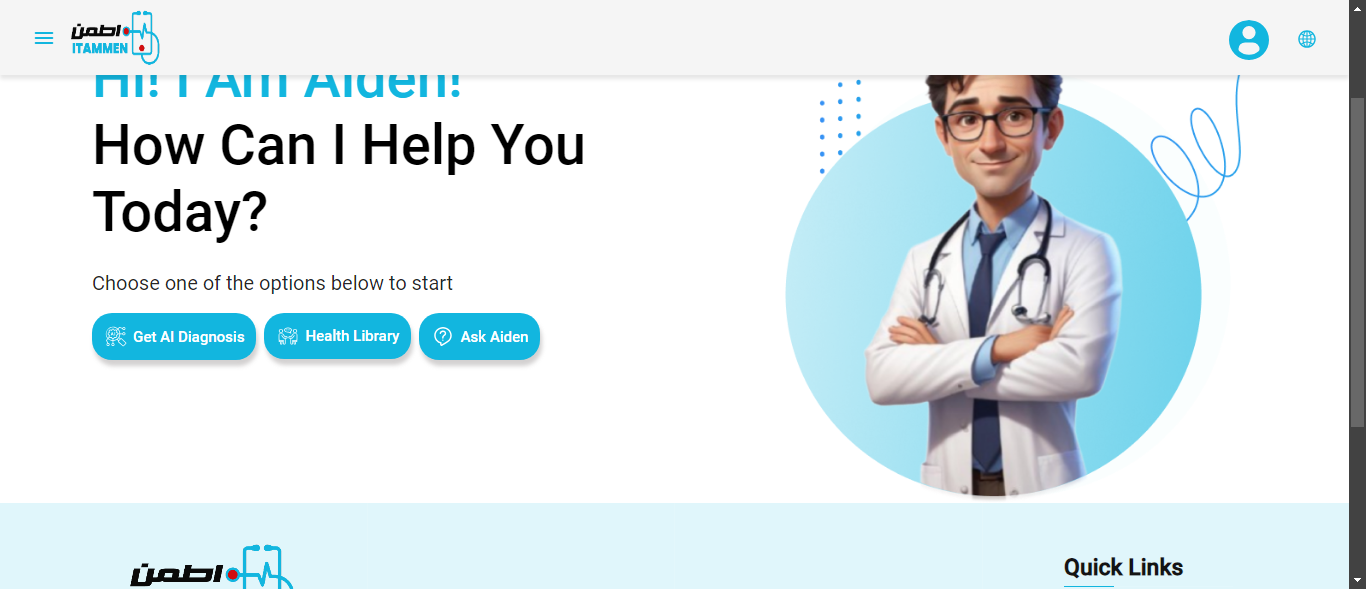 اطمن
ITAMMEN
Hi! I Am Aiden!
How Can I Help You
Today?
Choose one of the options below to start
Get AI Diagnosis
Health Library
Ask Aiden
اطمن
Quick Links